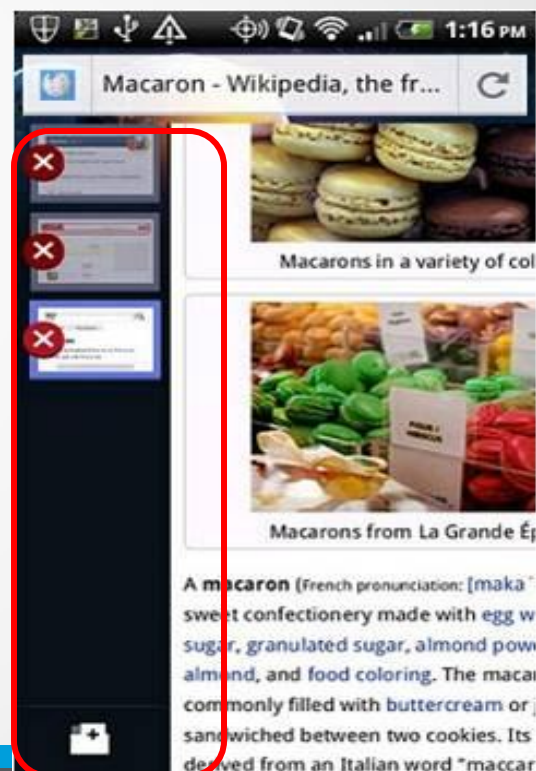 1:16 PM
Macaron - Wikipedia, the fr...
Macarons in a variety of col
Macarons from La Grande Ép
A macaron (French pronunciation: [makaˈ
sweet confectionery made with egg w
sugar, granulated sugar, almond powe
almond, and food coloring. The macar
commonly filled with buttercream or j
sandwiched between two cookies. Its
derived from an Italian word "maccar